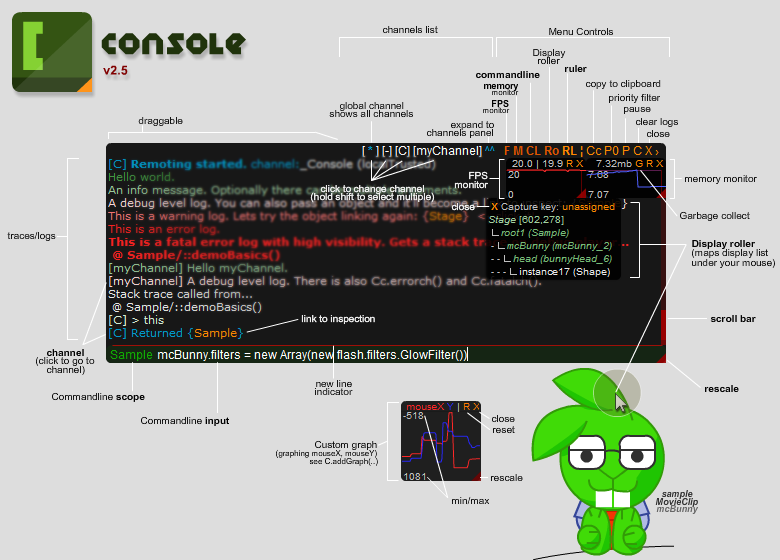 CONSOLE
v2.5
channels list
Menu Controls
Display
roller
ruler
commandline
memory
monitor
FPS
monitor
copy to clipboard
priority filter
pause
clear logs
close
global channel
shows all channels
expand to
channels panel
draggable
[ * ] [-] [C] [myChannel] ^^ F M CL Ro RL ¦ Cc P0 P C X ›
[C] Remoting started. channel:_Console (localTrusted)
Hello world.
An info message. Optionally there can
A debug level log. You can also pass an object and it'll become a
This is a warning log. Lets try the object linking again: {Stage} <
This is an error log.
This is a fatal error log with high visibility. Gets a stack tra
@ Sample/::demoBasics()
[myChannel] Hello myChannel.
[myChannel] A debug level log. There is also Cc.errorch() and Cc.fatalch().
Stack trace called from...
@ Sample/::demoBasics()
[C] > this
[C] Returned {Sample}
Sample mcBunny.filters = new Array(new flash.filters.GlowFilter())
click to change channel
(hold shift to select multiple)
20.0 | 19.9 R X
20
0
7.32mb G R X
7.68
7.07
FPS
monitor
memory monitor
Garbage collect
close
X Capture key: unassigned
Stage [602,278]
root1 (Sample)
- mcBunny (mcBunny_2)
- - head (bunnyHead_6)
- - - instance17 (Shape)
Display roller
(maps display list
under your mouse)
traces/logs
link to inspection
scroll bar
rescale
channel
(click to go to
channel)
Commandline scope
Commandline input
new line
indicator
mouseX Y | R X
-518
1081
close
reset
Custom graph
(graphing mouseX, mouseY)
see C.addGraph(..)
rescale
min/max
sample
MovieClip
mcBunny